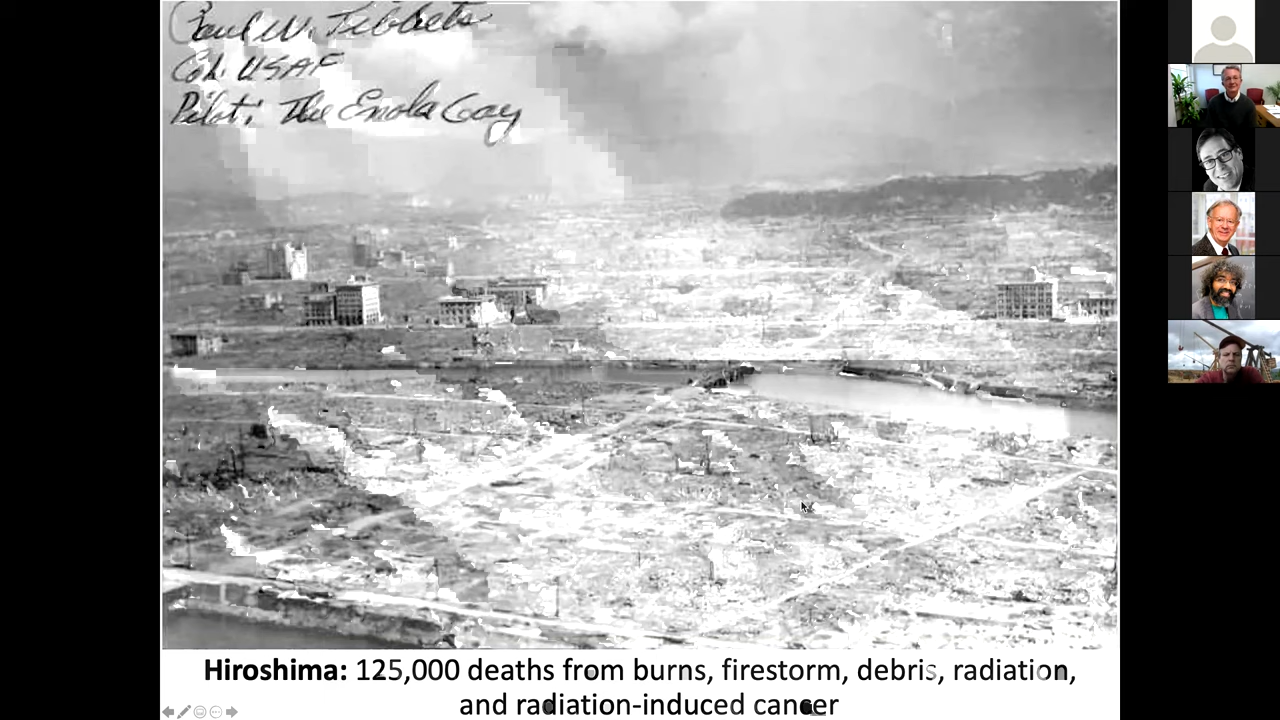 Paul W. Tibbets
Col. USAF
Pilot: The Enola Gay
Hiroshima: 125,000 deaths from burns, firestorm, debris, radiation,
and radiation-induced cancer